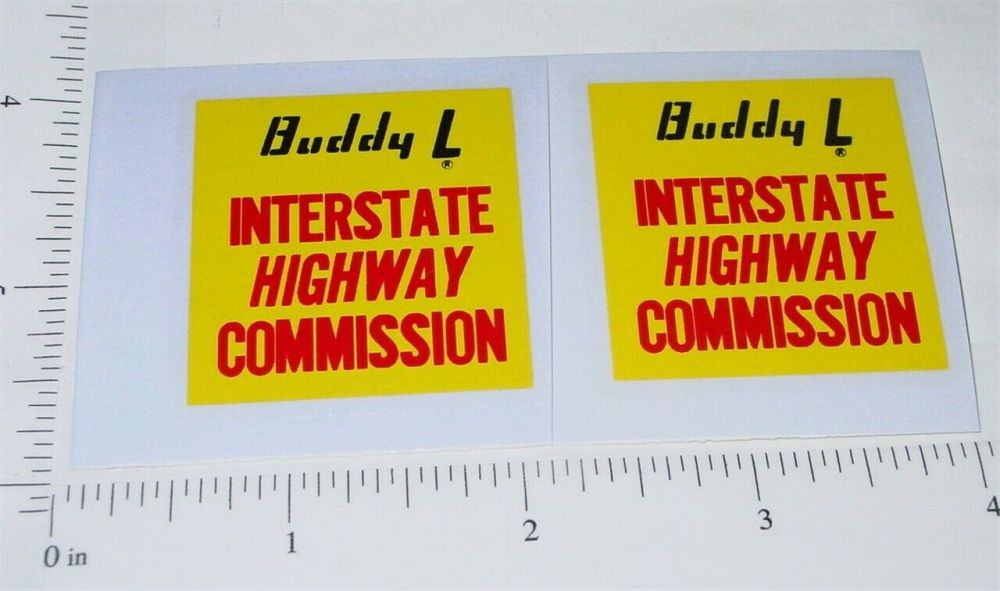 Buddy L®
INTERSTATE
HIGHWAY
COMMISSION
Buddy L®
INTERSTATE
HIGHWAY
COMMISSION
4
0 in 1 2 3 4